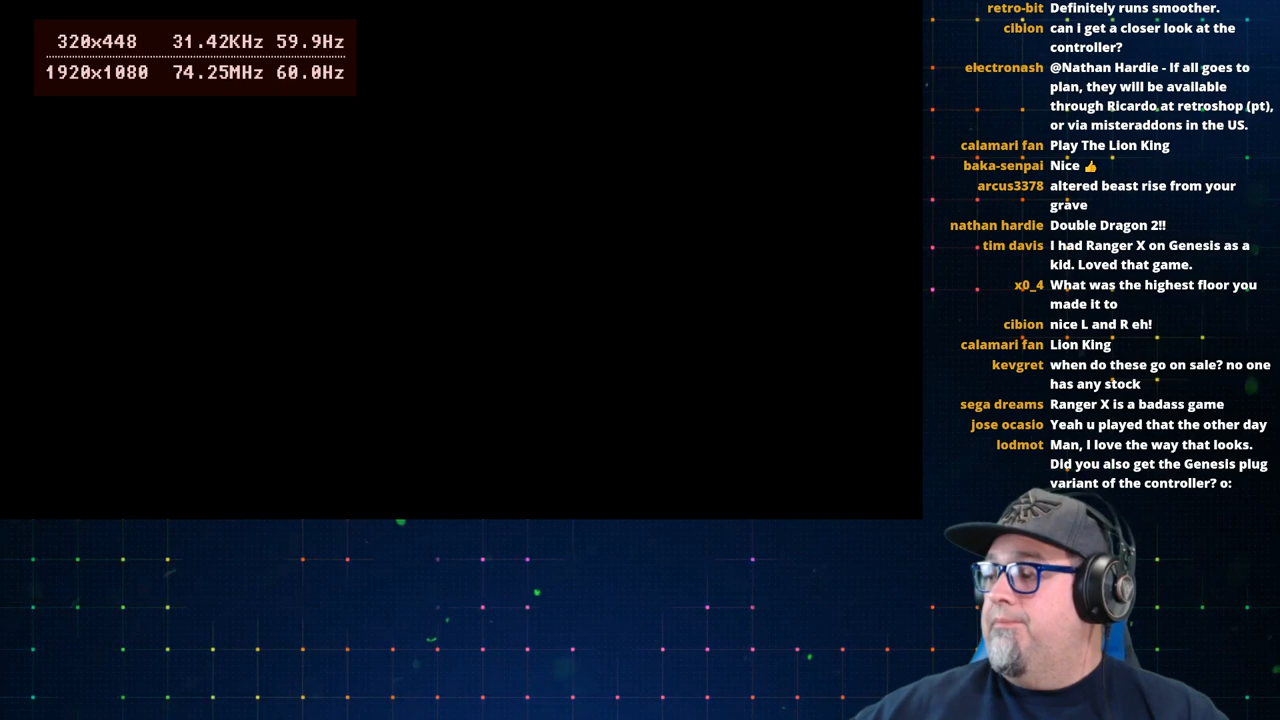 320x448 31.42KHz 59.9Hz
1920x1080 74.25MHz 60.0Hz
retro-bit Definitely runs smoother.
cibion can i get a closer look at the
controller?
electronash @Nathan Hardie - If all goes to
plan, they will be available
through Ricardo at retroshop (pt),
or via misteraddons in the US.
calamari fan Play The Lion King
baka-senpai Nice 👍
arcus3378 altered beast rise from your
grave
nathan hardie Double Dragon 2!!
tim davis I had Ranger X on Genesis as a
kid. Loved that game.
x0_4 What was the highest floor you
made it to
cibion nice L and R eh!
calamari fan Lion King
kevgret when do these go on sale? no one
has any stock
sega dreams Ranger X is a badass game
jose ocasio Yeah u played that the other day
lodmot Man, I love the way that looks.
Did you also get the Genesis plug
variant of the controller? o: